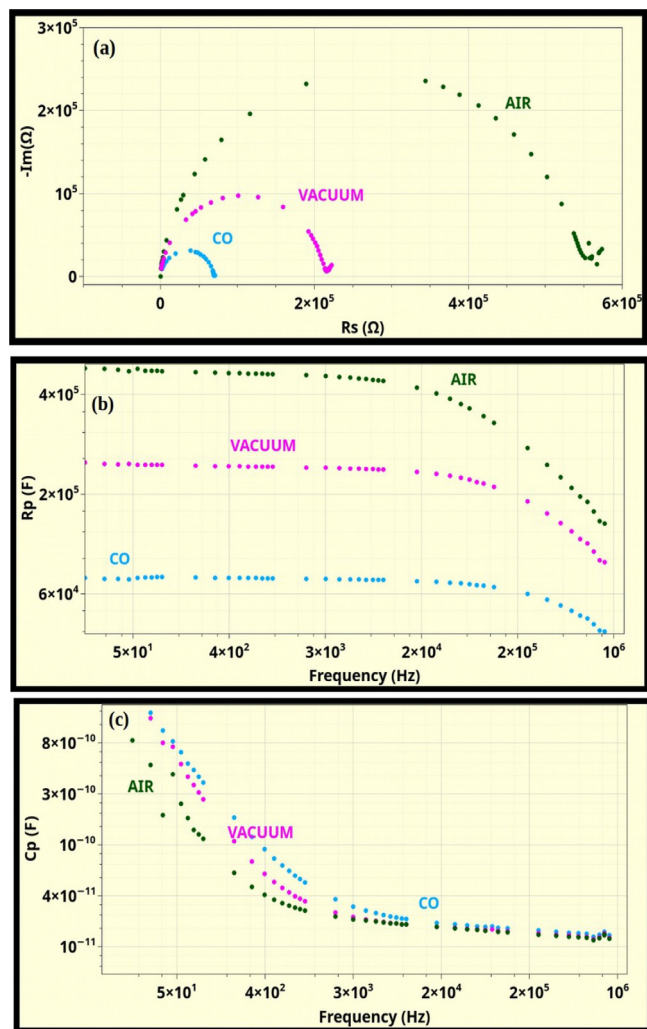 (a)
3×10⁵
2×10⁵
10⁵
0
-Im(Ω)
AIR
VACUUM
CO
0
2×10⁵
4×10⁵
6×10⁵
Rs (Ω)
(b)
4×10⁵
2×10⁵
6×10⁴
Rp (F)
AIR
VACUUM
CO
5×10¹
4×10²
3×10³
2×10⁴
2×10⁵
10⁶
Frequency (Hz)
(c)
8×10⁻¹⁰
3×10⁻¹⁰
10⁻¹⁰
4×10⁻¹¹
10⁻¹¹
Cp (F)
AIR
VACUUM
CO
5×10¹
4×10²
3×10³
2×10⁴
2×10⁵
10⁶
Frequency (Hz)